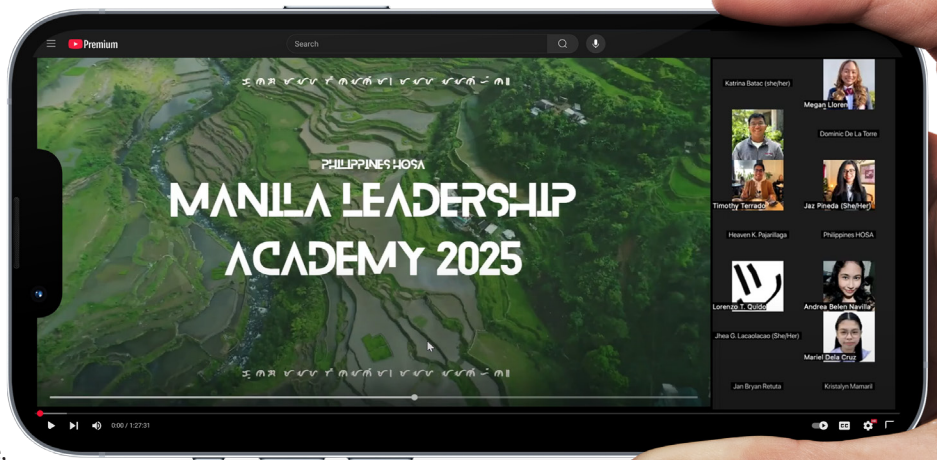 Premium
Search
PHILIPPINES HOSA
MANILA LEADERSHIP
ACADEMY 2025
Katrina Batac (she/her)
Megan Lloren
Dominic De La Torre
Timothy Terrado
Jaz Pineda (She/Her)
Heaven K. Pajarillaga
Philippines HOSA
Lorenzo T. Quido
Andrea Belen Navilla
Jhea G. Lacaolacao (She/Her)
Mariel Dela Cruz
Jan Bryan Retuta
Kristalyn Mamaril
0:00 / 1:27:31
CC